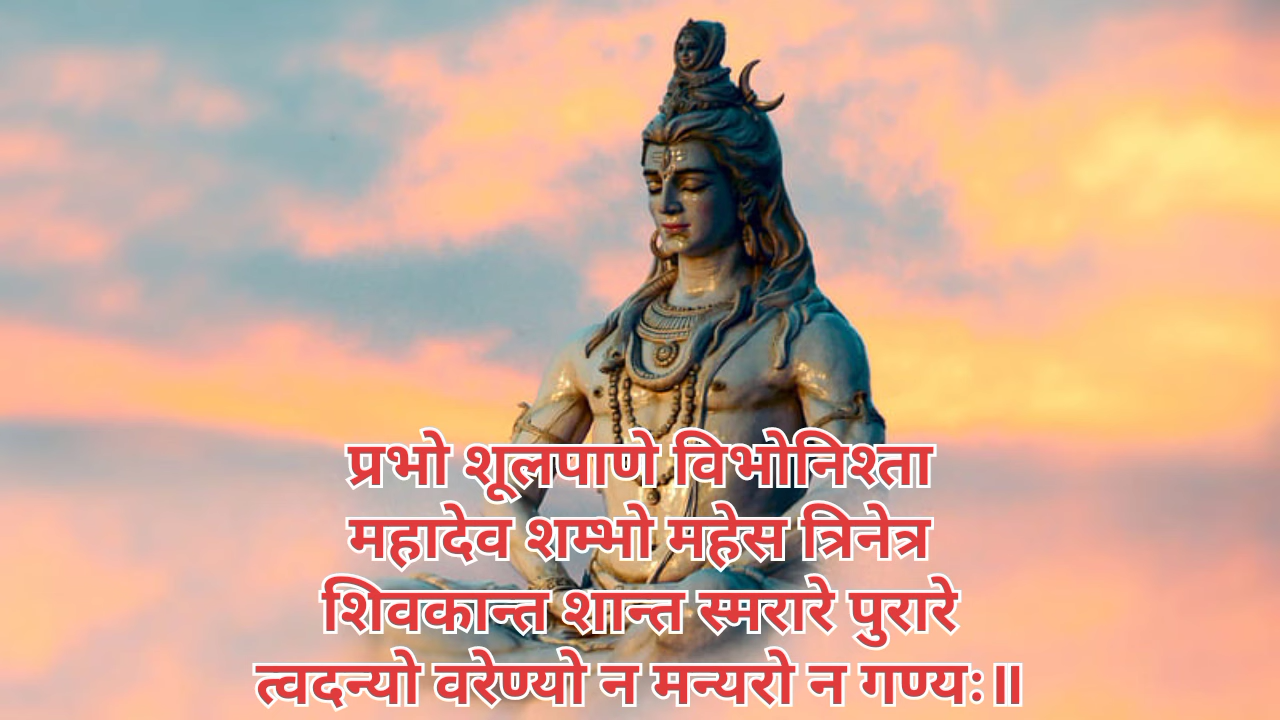 प्रभो शूलपाणे विभोनिश्ता
महादेव शम्भो महेस त्रिनेत्र
शिवकान्त शान्त स्मरारे पुरारे
त्वदन्यो वरेण्यो न मन्यरो न गण्यः॥